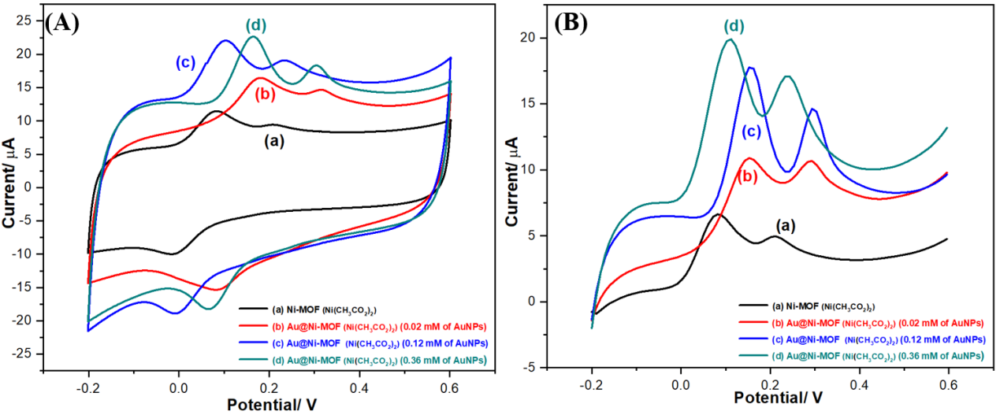 (A)
Current/ μA
25
20
15
10
5
0
-5
-10
-15
-20
-25
(d)
(c)
(b)
(a)
(a) Ni-MOF (Ni(CH₃CO₂)₂)
(b) Au@Ni-MOF (Ni(CH₃CO₂)₂) (0.02 mM of AuNPs)
(c) Au@Ni-MOF (Ni(CH₃CO₂)₂) (0.12 mM of AuNPs)
(d) Au@Ni-MOF (Ni(CH₃CO₂)₂) (0.36 mM of AuNPs)
-0.2 0.0 0.2 0.4 0.6
Potential/ V
(B)
Current/ μA
20
15
10
5
0
-5
(d)
(c)
(b)
(a)
(a) Ni-MOF (Ni(CH₃CO₂)₂)
(b) Au@Ni-MOF (Ni(CH₃CO₂)₂) (0.02 mM of AuNPs)
(c) Au@Ni-MOF (Ni(CH₃CO₂)₂) (0.12 mM of AuNPs)
(d) Au@Ni-MOF (Ni(CH₃CO₂)₂) (0.36 mM of AuNPs)
-0.2 0.0 0.2 0.4 0.6
Potential/ V